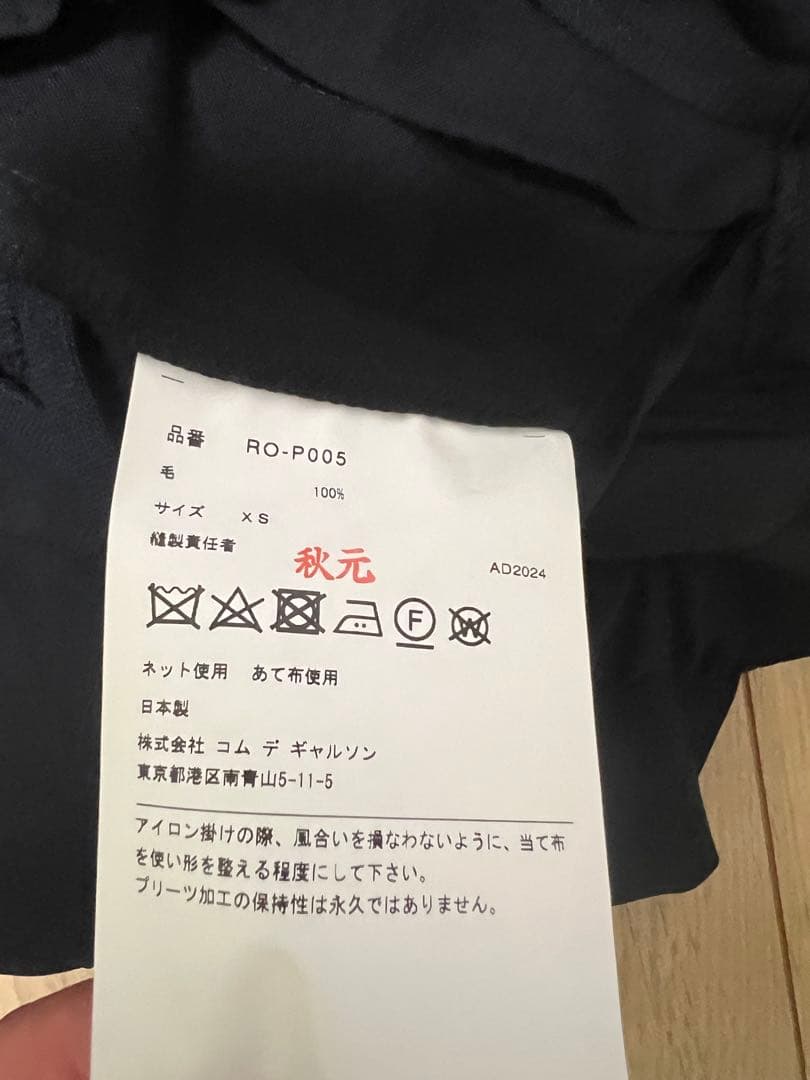 品番 RO-P005
毛 100%
サイズ XS
縫製責任者 秋元 AD2024
F W
ネット使用 あて布使用
日本製
株式会社 コム デ ギャルソン
東京都港区南青山5-11-5
アイロン掛けの際、風合いを損なわないように、当て布
を使い形を整える程度にして下さい。
プリーツ加工の保持性は永久ではありません。